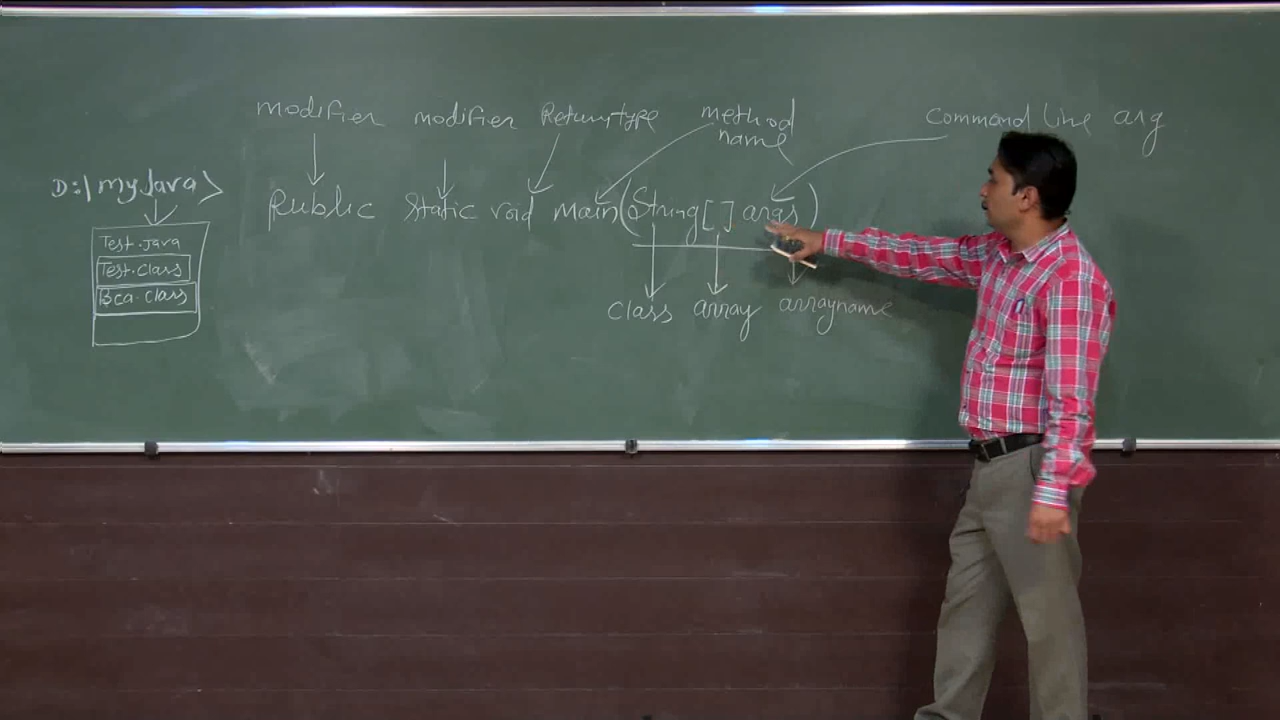 modifier modifier Returntype method name command line arg
D:\myJava>
Public Static void main(String[] args)
Test.java
Test.class
Bca.class
class array arrayname